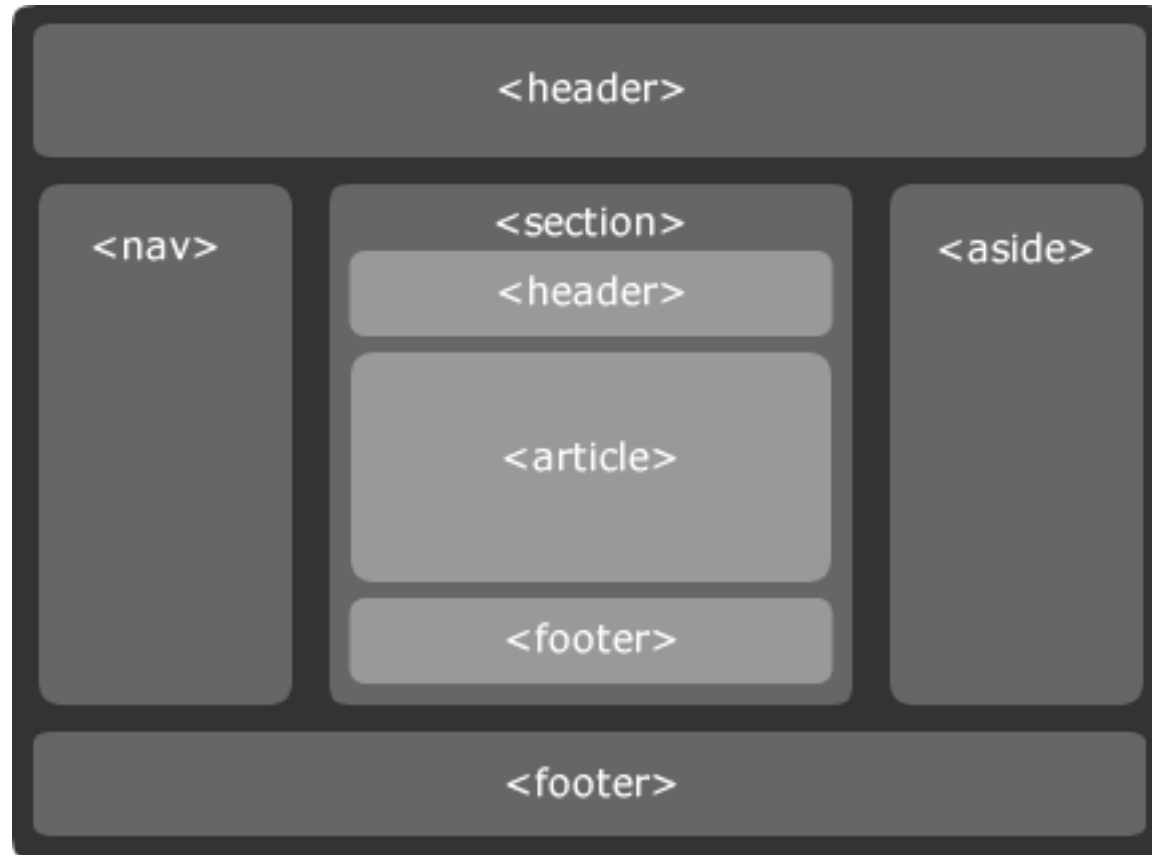 <header>
<nav>
<section>
<header>
<article>
<footer>
<aside>
<footer>